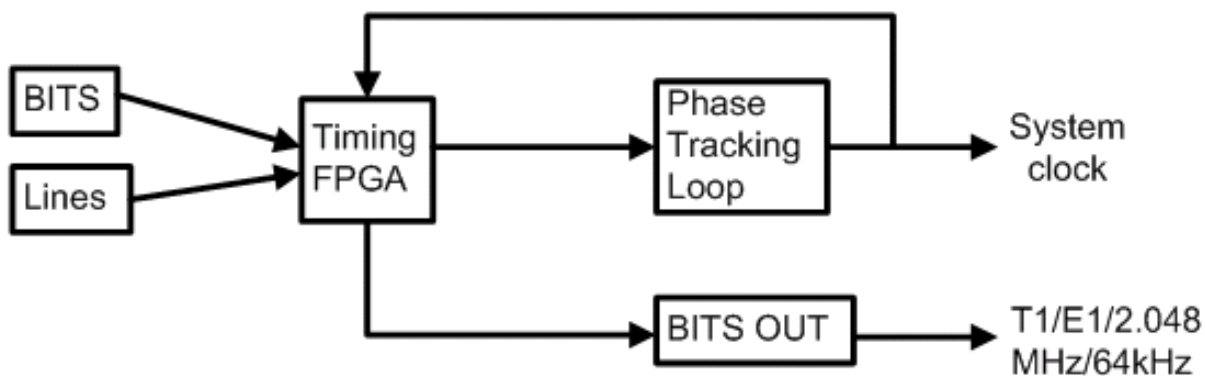 BITS
Lines
Timing
FPGA
Phase
Tracking
Loop
System
clock
BITS OUT
T1/E1/2.048
MHz/64kHz